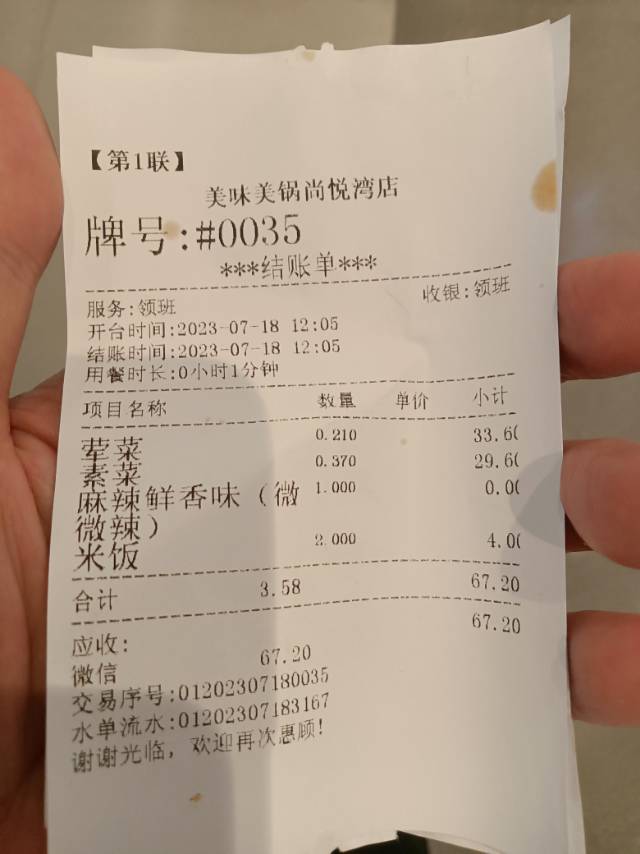 【第1联】
美味美锅尚悦湾店
牌号:#0035
***结账单***
服务:领班 收银:领班
开台时间:2023-07-18 12:05
结账时间:2023-07-18 12:05
用餐时长:0小时1分钟
项目名称 数量 单价 小计
荤菜 0.210 33.60
素菜 0.370 29.60
麻辣鲜香味（微 1.000 0.00
微辣）
米饭 2.000 4.00
合计 3.58 67.20
应收: 67.20
微信 67.20
交易序号:01202307180035
水单流水:01202307183167
谢谢光临，欢迎再次惠顾!